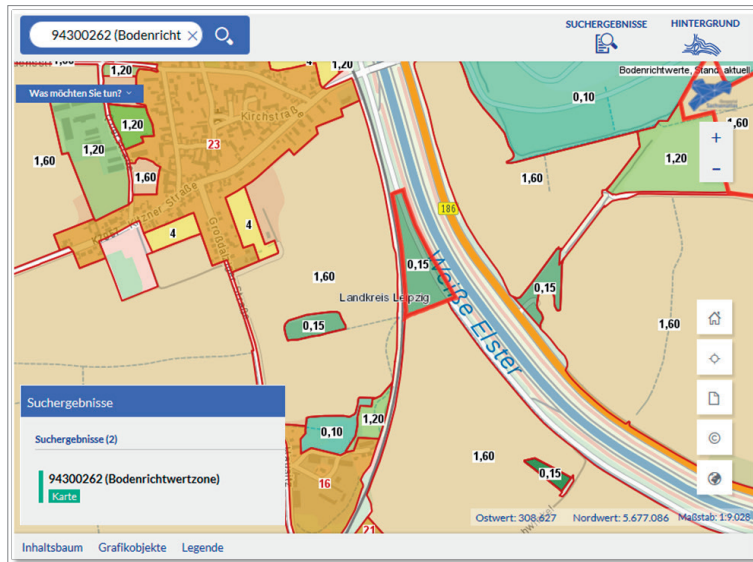 94300262 (Bodenricht
SUCHERGEBNISSE
HINTERGRUND
Bodenrichtwerte, Stand aktuell
Was möchten Sie tun?
1,20
1,20
0,10
1,20
Kirchstraße
1,60
1,20
23
1,60
1,20
1,60
1,60
+
−
186
4
4
0,15
Weiße Elster
1,60
Landkreis Leipzig
0,15
0,15
1,60
Suchergebnisse
Suchergebnisse (2)
94300262 (Bodenrichtwertzone)
Karte
1,20
0,10
16
21
1,60
0,15
©
Ostwert: 308.627 Nordwert: 5.677.086 Maßstab: 1:9.028
Inhaltsbaum Grafikobjekte Legende